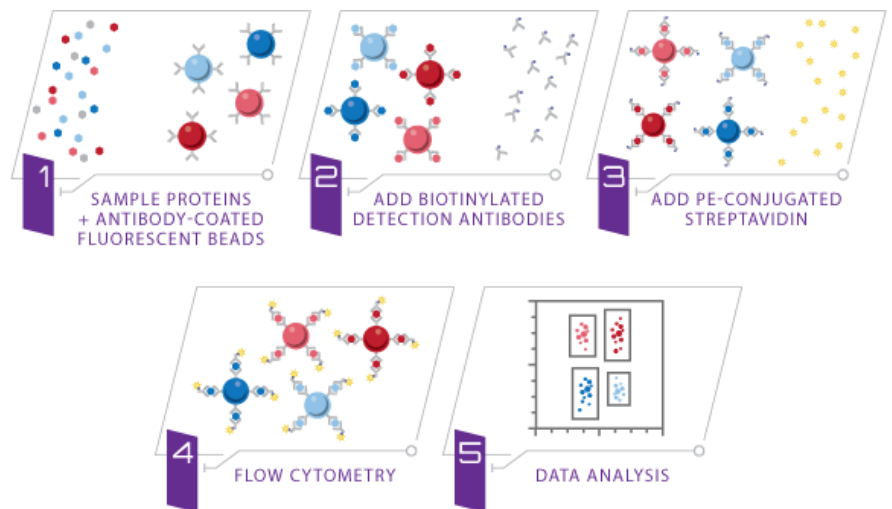 1
SAMPLE PROTEINS
+ ANTIBODY-COATED
FLUORESCENT BEADS
2
ADD BIOTINYLATED
DETECTION ANTIBODIES
3
ADD PE-CONJUGATED
STREPTAVIDIN
4
FLOW CYTOMETRY
5
DATA ANALYSIS